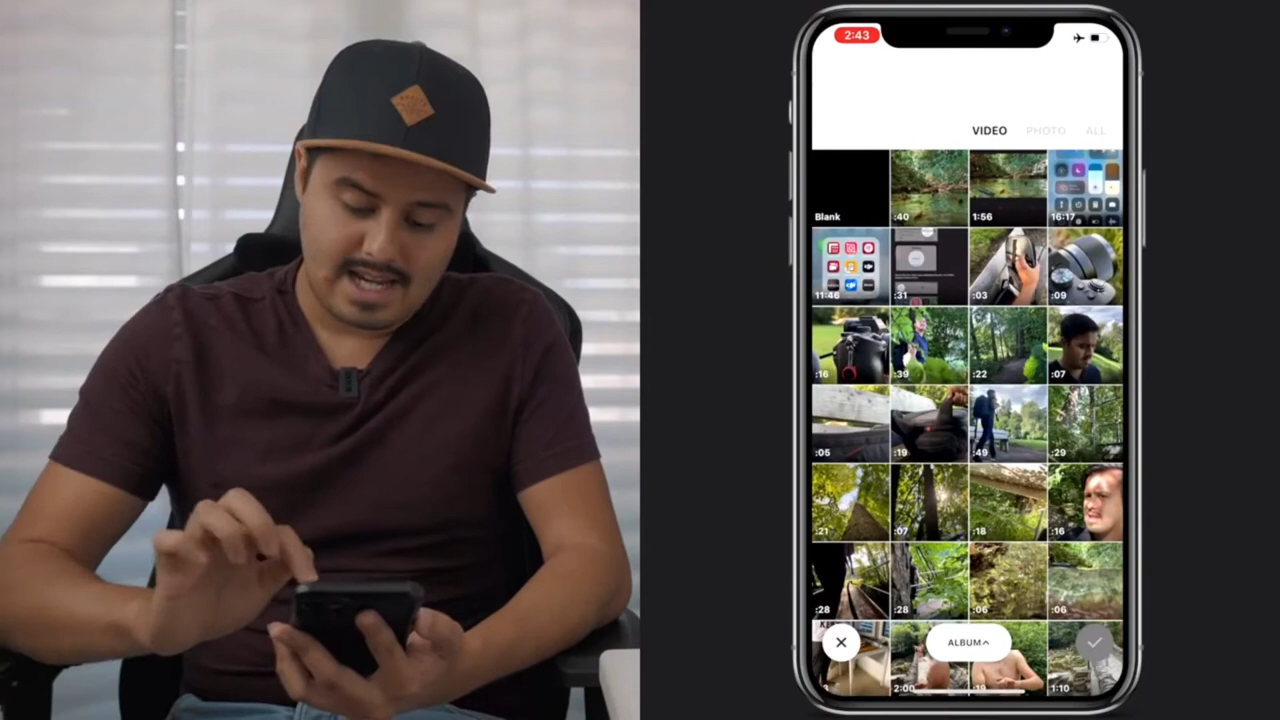 2:43
VIDEO PHOTO ALL
Blank :40 1:56 16:17
11:46 :31 :03 :09
:16 :39 :22 :07
:05 :19 :49 :29
:21 :07 :18 :16
:28 :28 :06 :06
ALBUM
2:00 :19 1:10